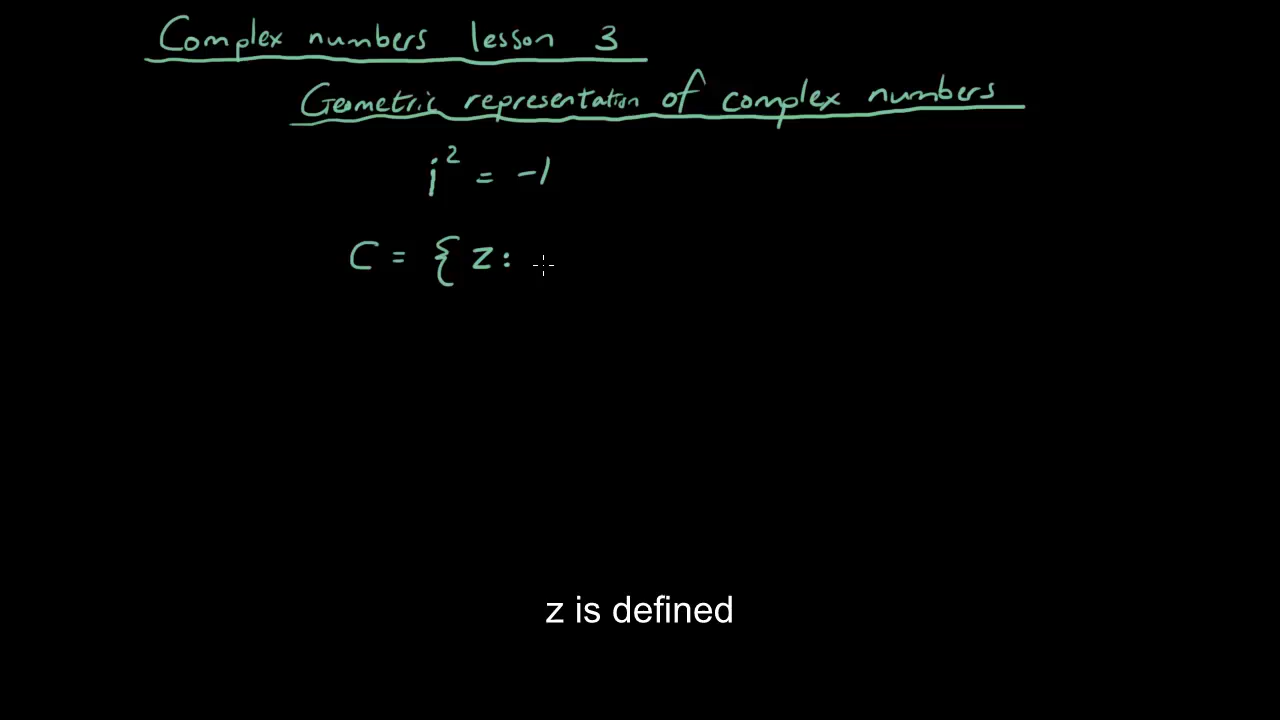 Complex numbers lesson 3
Geometric representation of complex numbers
i² = -1
C = { z:
z is defined